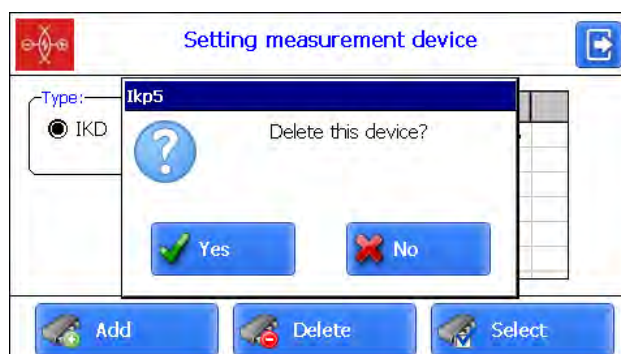 Setting measurement device
Type:
IKD
Ikp5
Delete this device?
Yes
No
Add
Delete
Select